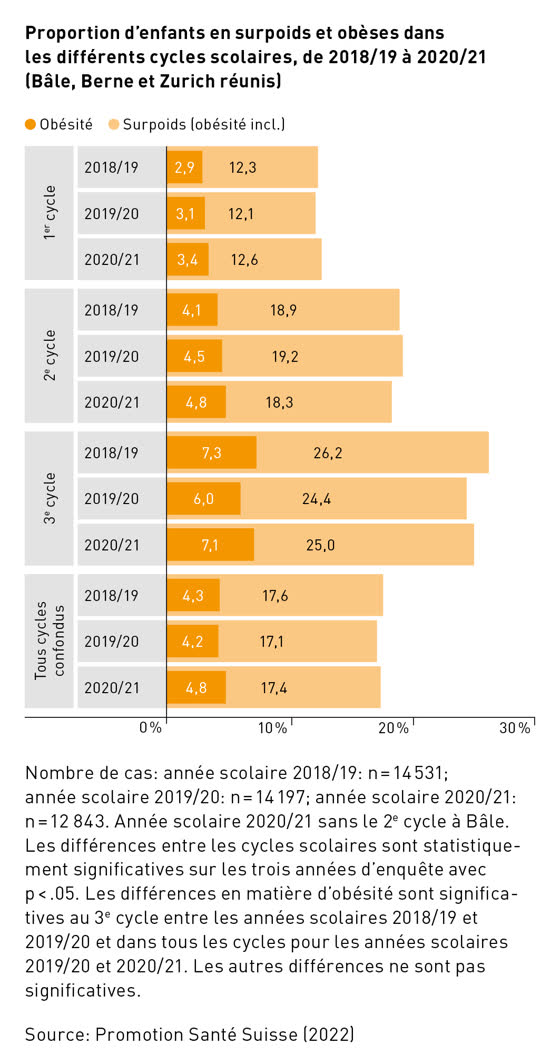 Proportion d’enfants en surpoids et obèses dans
les différents cycles scolaires, de 2018/19 à 2020/21
(Bâle, Berne et Zurich réunis)
Obésité Surpoids (obésité incl.)
1er cycle
2018/19 2,9 12,3
2019/20 3,1 12,1
2020/21 3,4 12,6
2e cycle
2018/19 4,1 18,9
2019/20 4,5 19,2
2020/21 4,8 18,3
3e cycle
2018/19 7,3 26,2
2019/20 6,0 24,4
2020/21 7,1 25,0
Tous cycles
confondus
2018/19 4,3 17,6
2019/20 4,2 17,1
2020/21 4,8 17,4
0 % 10 % 20 % 30 %
Nombre de cas: année scolaire 2018/19: n = 14 531;
année scolaire 2019/20: n = 14 197; année scolaire 2020/21:
n = 12 843. Année scolaire 2020/21 sans le 2e cycle à Bâle.
Les différences entre les cycles scolaires sont statistique-
ment significatives sur les trois années d’enquête avec
p < .05. Les différences en matière d’obésité sont significa-
tives au 3e cycle entre les années scolaires 2018/19 et
2019/20 et dans tous les cycles pour les années scolaires
2019/20 et 2020/21. Les autres différences ne sont pas
significatives.
Source: Promotion Santé Suisse (2022)